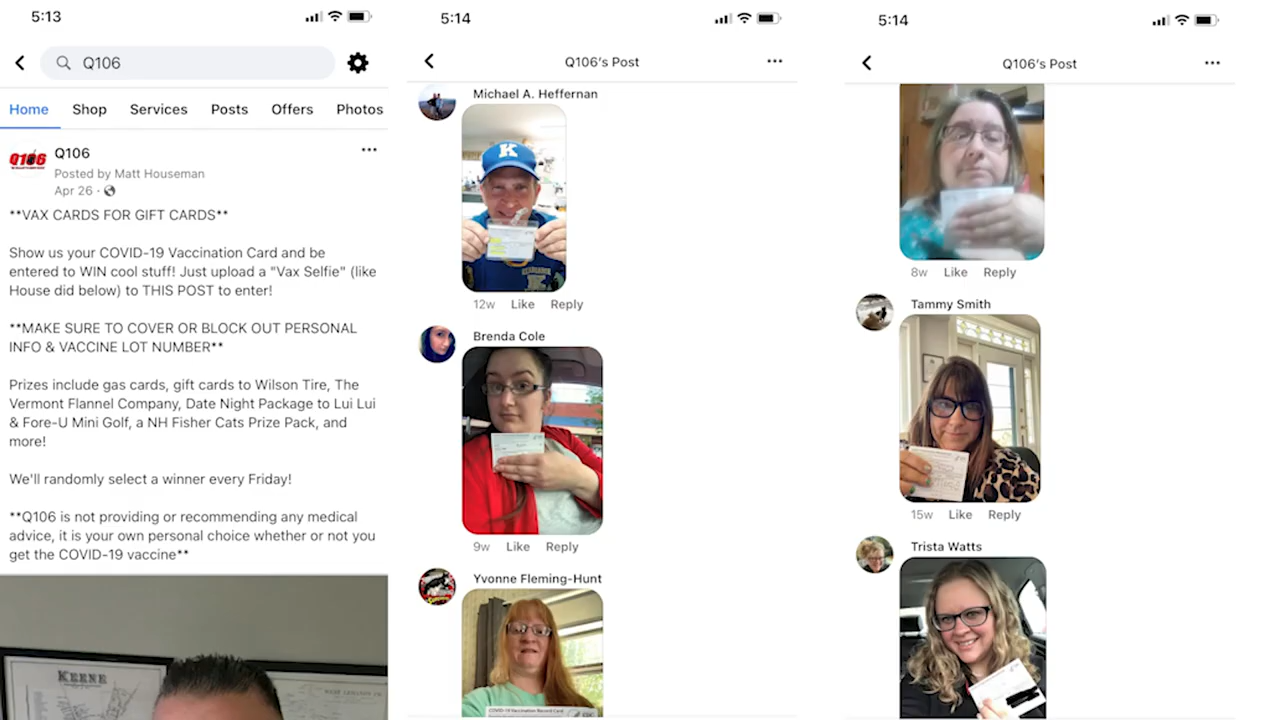 5:13
Q106
Home Shop Services Posts Offers Photos
Q106
Q106
Posted by Matt Houseman
Apr 26 ·
**VAX CARDS FOR GIFT CARDS**
Show us your COVID-19 Vaccination Card and be
entered to WIN cool stuff! Just upload a "Vax Selfie" (like
House did below) to THIS POST to enter!
**MAKE SURE TO COVER OR BLOCK OUT PERSONAL
INFO & VACCINE LOT NUMBER**
Prizes include gas cards, gift cards to Wilson Tire, The
Vermont Flannel Company, Date Night Package to Lui Lui
& Fore-U Mini Golf, a NH Fisher Cats Prize Pack, and
more!
We'll randomly select a winner every Friday!
**Q106 is not providing or recommending any medical
advice, it is your own personal choice whether or not you
get the COVID-19 vaccine**
KEENE
5:14
Q106's Post
Michael A. Heffernan
K
K
12w Like Reply
Brenda Cole
9w Like Reply
Yvonne Fleming-Hunt
COVID-19 Vaccination Record Card
CDC
5:14
Q106's Post
8w Like Reply
Tammy Smith
15w Like Reply
Trista Watts